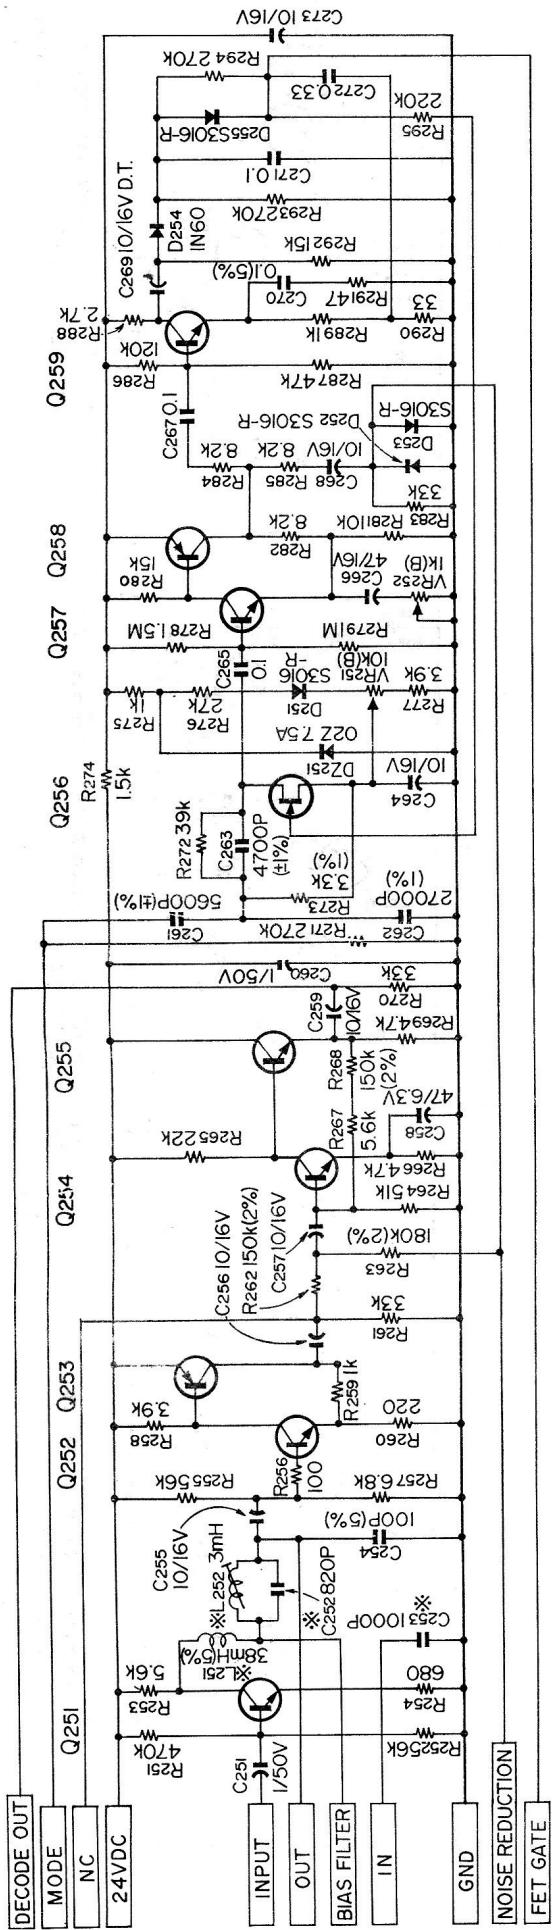 DECODE OUT
MODE
NC
24VDC
INPUT
OUT
BIAS FILTER
IN
GND
NOISE REDUCTION
FET GATE
Q251
Q252
Q253
Q254
Q255
Q256
Q257
Q258
Q259
R251
470k
R253
5.6k
C251
1/50V
R252 56k
R254
680
※L251
38mH(5%)
※L252 3mH
※
C252 820P
※
C253 1000P
C254
100P(5%)
C255
10/16V
R255 56k
R256
100
R257 6.8k
R258
3.9k
R259 1k
R260
220
C256 10/16V
R262 150k(2%)
C257 10/16V
R261
33k
R263
180k(2%)
R264 51k
R265 22k
R266 4.7k
C258
47/6.3V
R267
5.6k
R268
150k
(2%)
R269 4.7k
C259
10/16V
R270
33k
C260
1/50V
R271 270k
C261
5600P(±1%)
C262
27000P
(1%)
R272 39k
C263
4700P
(±1%)
R273
3.3k
(1%)
R274
1.5k
C264
10/16V
DZ251
02Z 7.5A
R275
1k
R276
27k
D251
S3016
-R
VR251
10k(B)
R277
3.9k
C265
0.1
R278 1.5M
R279 1M
R280
15k
C266
47/16V
VR252
1k(B)
R281 10k
R282
8.2k
R283
33k
R284
8.2k
R285
8.2k
C268
10/16V
D252 S3016-R
D253
S3016-R
C267 0.1
R286
120k
R287 47k
R288
2.7k
R289 1k
R290
33
C269 10/16V D.T.
C270
0.1(5%)
R291 47
R292 15k
D254
1N60
R293 270k
C271 0.1
D255 S3016-R
R294 270k
C272 0.33
R295
220k
C273 10/16V